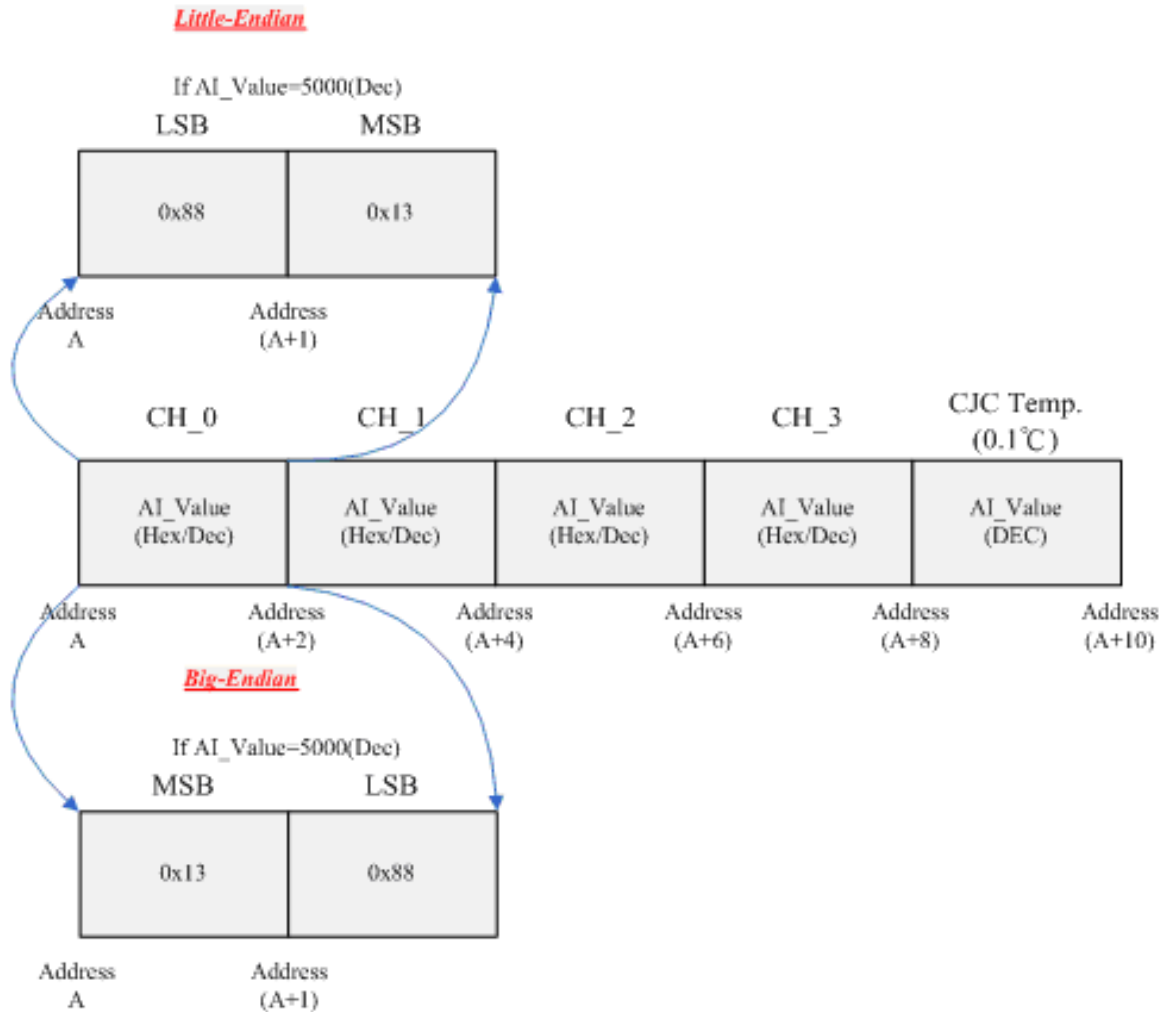 Little-Endian
If AI_Value=5000(Dec)
LSB MSB
0x88 0x13
Address Address
A (A+1)
CH_0 CH_1 CH_2 CH_3 CJC Temp.
(0.1℃)
AI_Value AI_Value AI_Value AI_Value AI_Value
(Hex/Dec) (Hex/Dec) (Hex/Dec) (Hex/Dec) (DEC)
Address Address Address Address Address Address
A (A+2) (A+4) (A+6) (A+8) (A+10)
Big-Endian
If AI_Value=5000(Dec)
MSB LSB
0x13 0x88
Address Address
A (A+1)